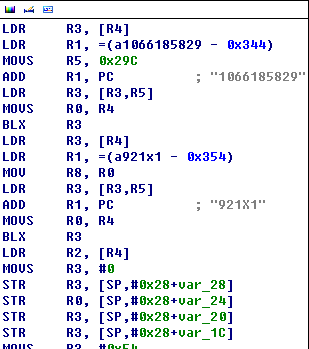 LDR R3, [R4]
LDR R1, =(a1066185829 - 0x344)
MOVS R5, 0x29C
ADD R1, PC ; "1066185829"
LDR R3, [R3,R5]
MOVS R0, R4
BLX R3
LDR R3, [R4]
LDR R1, =(a921x1 - 0x354)
MOV R8, R0
LDR R3, [R3,R5]
ADD R1, PC ; "921X1"
MOVS R0, R4
BLX R3
LDR R2, [R4]
MOVS R3, #0
STR R3, [SP,#0x28+var_28]
STR R0, [SP,#0x28+var_24]
STR R3, [SP,#0x28+var_20]
STR R3, [SP,#0x28+var_1C]
MOVS R3, #0xE4